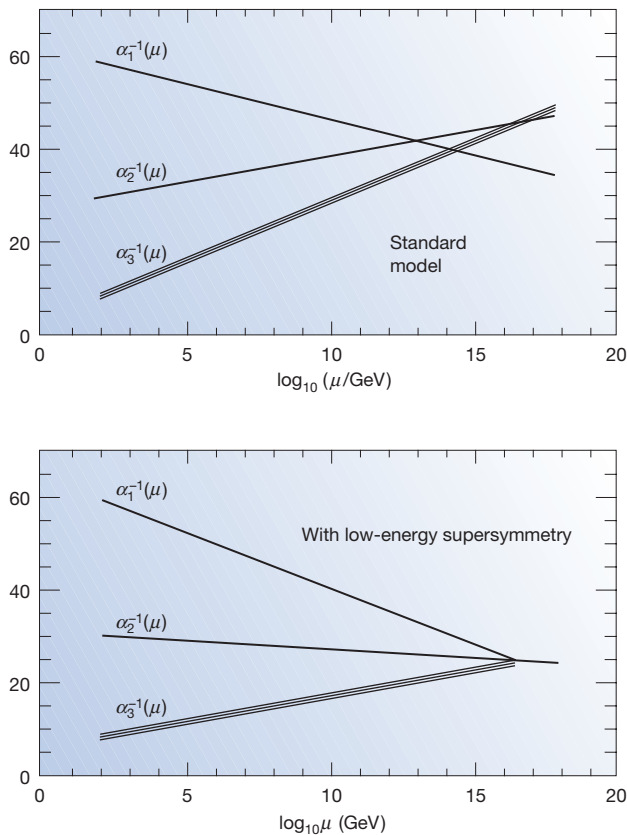 60
40
20
0
α₁⁻¹(μ)
α₂⁻¹(μ)
α₃⁻¹(μ)
Standard
model
0 5 10 15 20
log₁₀ (μ/GeV)
60
40
20
0
α₁⁻¹(μ)
With low-energy supersymmetry
α₂⁻¹(μ)
α₃⁻¹(μ)
0 5 10 15 20
log₁₀μ (GeV)